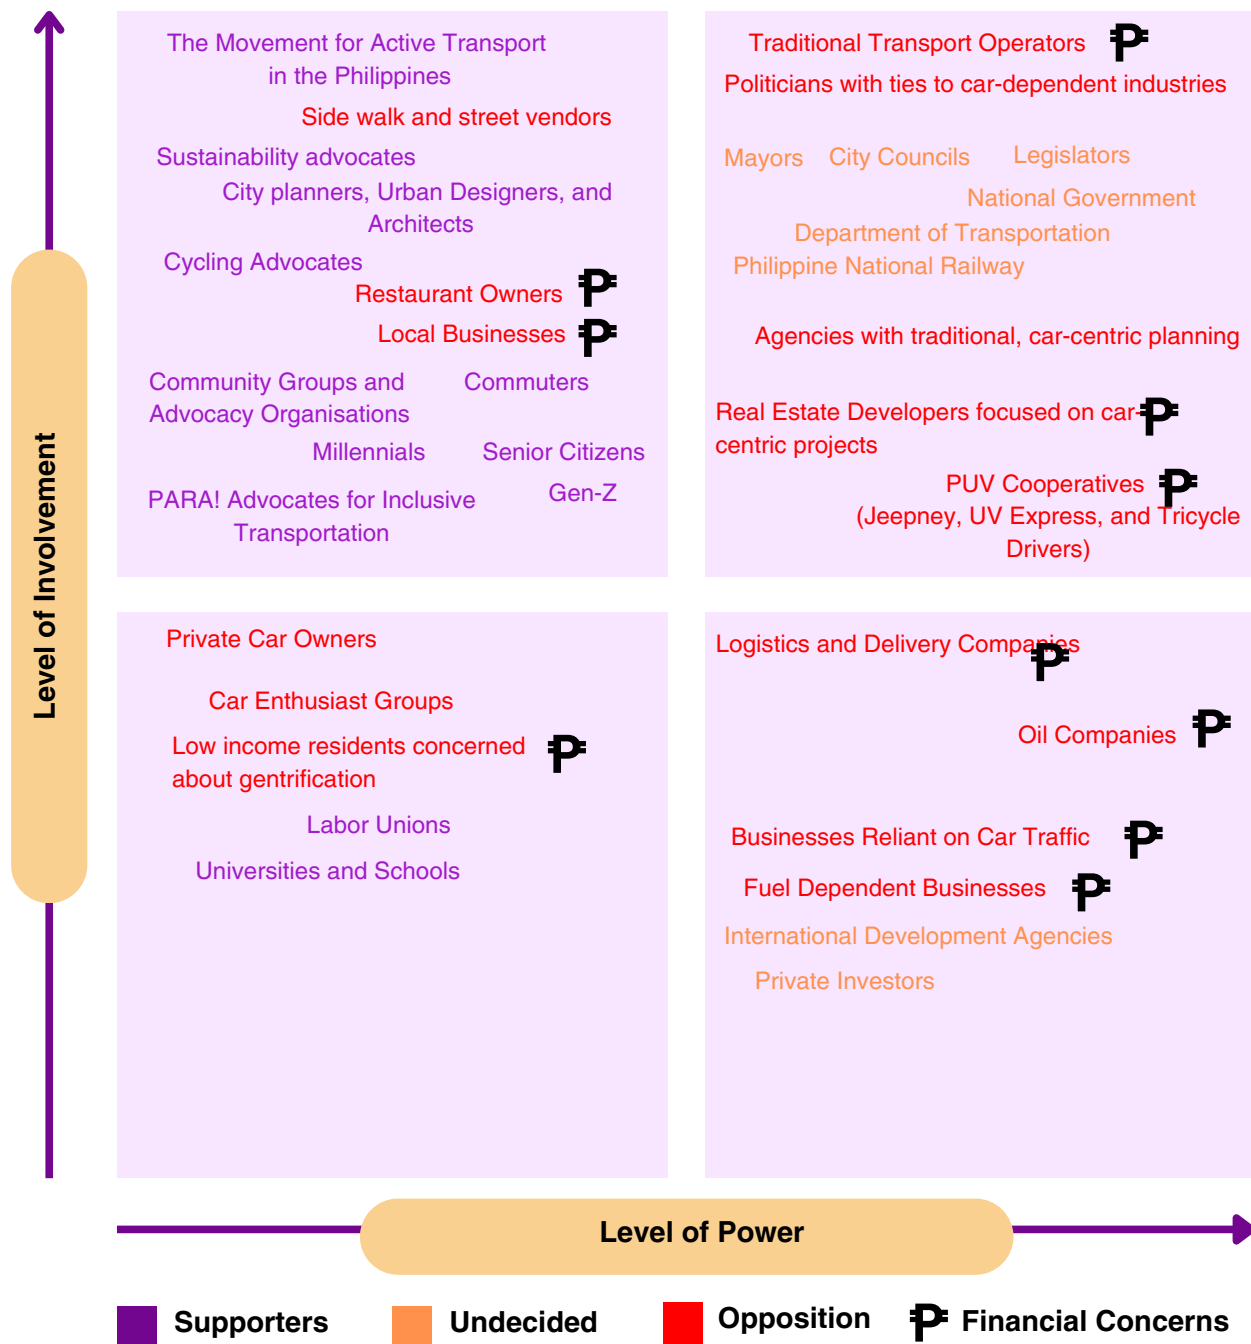 The Movement for Active Transport
in the Philippines
Side walk and street vendors
Sustainability advocates
City planners, Urban Designers, and
Architects
Cycling Advocates
Restaurant Owners ₱
Local Businesses ₱
Community Groups and
Advocacy Organisations
Commuters
Millennials
Senior Citizens
Gen-Z
PARA! Advocates for Inclusive
Transportation
Traditional Transport Operators ₱
Politicians with ties to car-dependent industries
Mayors
City Councils
Legislators
National Government
Department of Transportation
Philippine National Railway
Agencies with traditional, car-centric planning
Real Estate Developers focused on car-
centric projects ₱
PUV Cooperatives ₱
(Jeepney, UV Express, and Tricycle
Drivers)
Level of Involvement
Private Car Owners
Car Enthusiast Groups
Low income residents concerned
about gentrification ₱
Labor Unions
Universities and Schools
Logistics and Delivery Companies ₱
Oil Companies ₱
Businesses Reliant on Car Traffic ₱
Fuel Dependent Businesses ₱
International Development Agencies
Private Investors
Level of Power
Supporters
Undecided
Opposition
₱ Financial Concerns